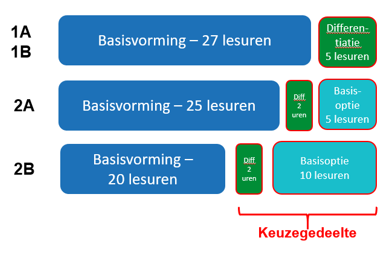 1A
1B
Basisvorming – 27 lesuren
Differen-
tiatie
5 lesuren
2A
Basisvorming – 25 lesuren
Diff
2
uren
Basis-
optie
5 lesuren
2B
Basisvorming –
20 lesuren
Diff
2
uren
Basisoptie
10 lesuren
Keuzegedeelte